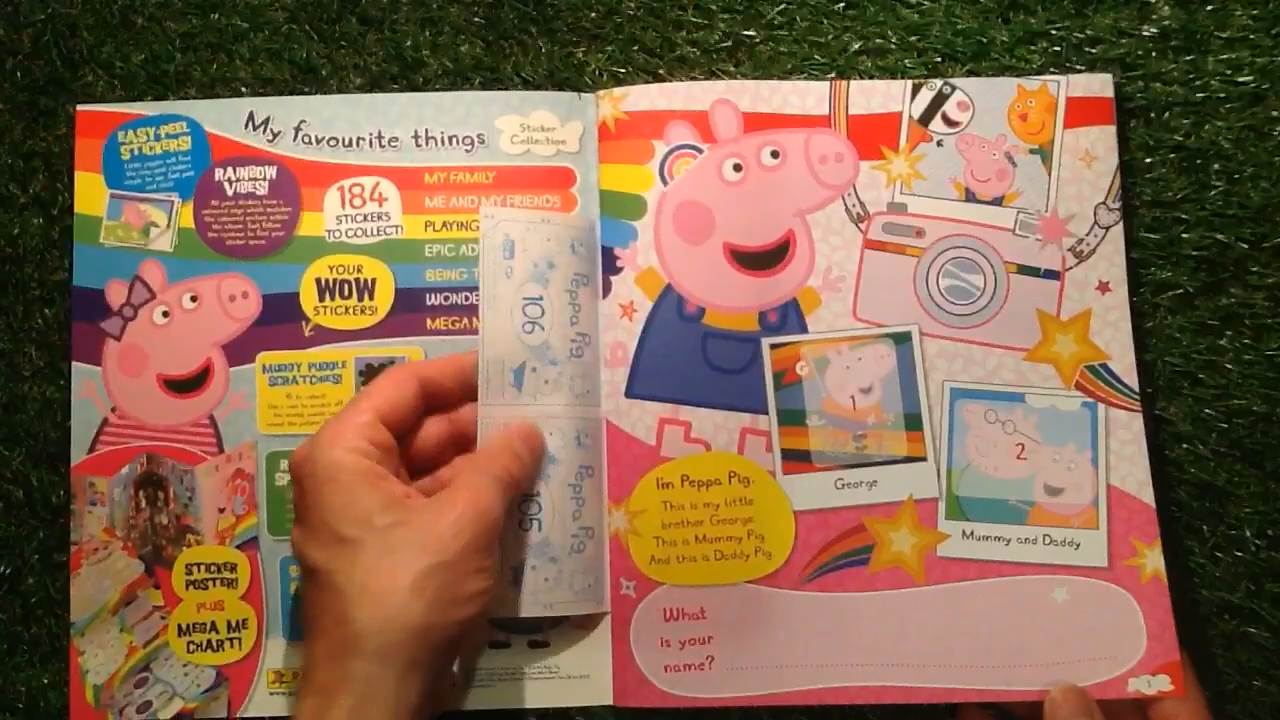 My favourite things
Sticker
Collection
EASY-PEEL
STICKERS!
RAINBOW
VIBES!
184
STICKERS
TO COLLECT!
MY FAMILY
ME AND MY FRIENDS
PLAYING
EPIC AD
BEING T
WONDE
MEGA M
YOUR
WOW
STICKERS!
MUDDY PUDDLE
SCRATCHIES!
STICKER
POSTER!
PLUS
MEGA ME
CHART!
106
Peppa Pig
105
Peppa Pig
1
George
2
Mummy and Daddy
I'm Peppa Pig.
This is my little
brother George.
This is Mummy Pig
And this is Daddy Pig.
What
is your
name?